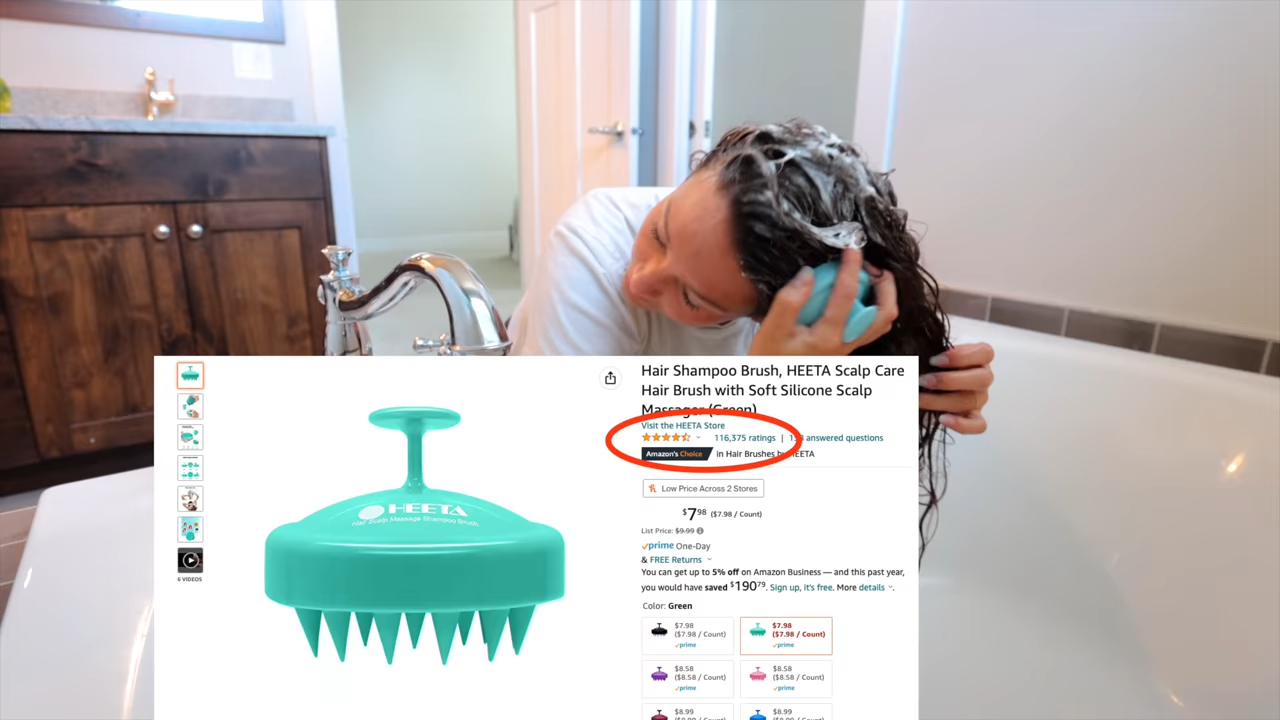 Hair Shampoo Brush, HEETA Scalp Care
Hair Brush with Soft Silicone Scalp
Massager (Green)
Visit the HEETA Store
116,375 ratings | answered questions
Amazon's Choice in Hair Brushes by HEETA
Low Price Across 2 Stores
$7.98 ($7.98 / Count)
List Price: $9.99
prime One-Day
& FREE Returns
You can get up to 5% off on Amazon Business — and this past year,
you would have saved $190.79. Sign up, it's free. More details.
Color: Green
$7.98
($7.98 / Count)
prime
$7.98
($7.98 / Count)
prime
$8.58
($8.58 / Count)
prime
$8.58
($8.58 / Count)
prime
$8.99
$8.99
HEETA
Hair Scalp Massage Shampoo Brush
6 VIDEOS